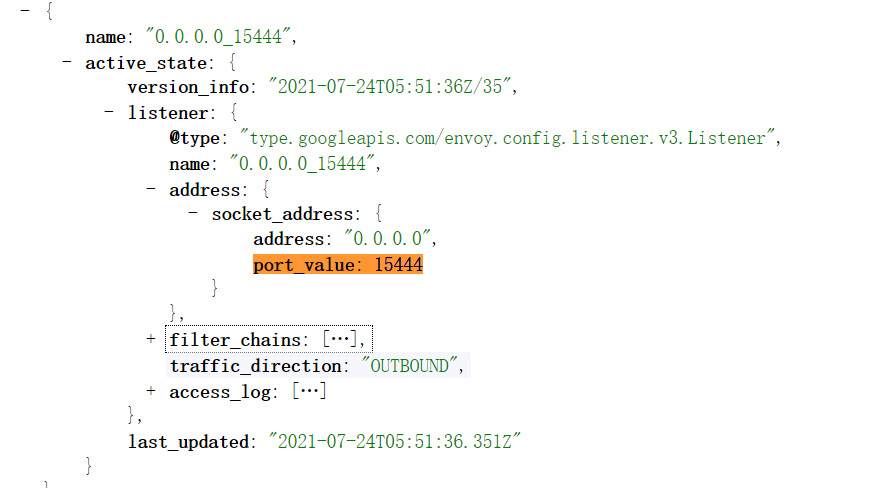 - {
name: "0.0.0.0_15444",
- active_state: {
version_info: "2021-07-24T05:51:36Z/35",
- listener: {
@type: "type.googleapis.com/envoy.config.listener.v3.Listener",
name: "0.0.0.0_15444",
- address: {
- socket_address: {
address: "0.0.0.0",
port_value: 15444
}
},
+ filter_chains: […],
traffic_direction: "OUTBOUND",
+ access_log: […]
},
last_updated: "2021-07-24T05:51:36.351Z"
}